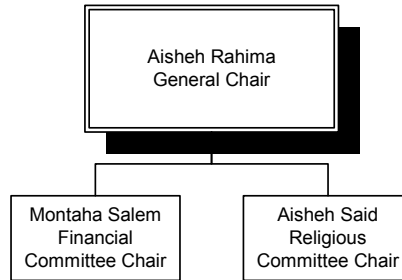 Aisheh Rahima
General Chair
Montaha Salem
Financial
Committee Chair
Aisheh Said
Religious
Committee Chair